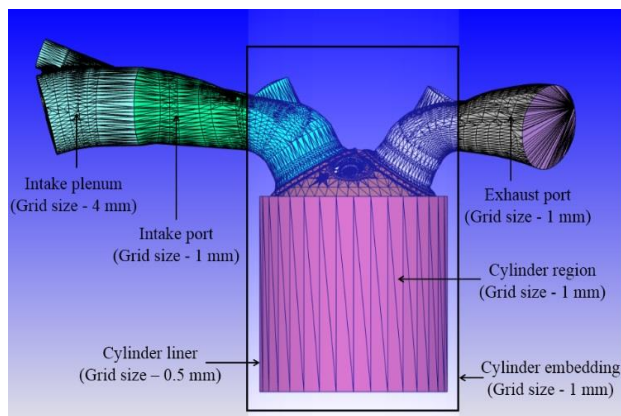 Intake plenum
(Grid size - 4 mm)
Intake port
(Grid size - 1 mm)
Exhaust port
(Grid size - 1 mm)
Cylinder region
(Grid size - 1 mm)
Cylinder liner
(Grid size – 0.5 mm)
Cylinder embedding
(Grid size - 1 mm)